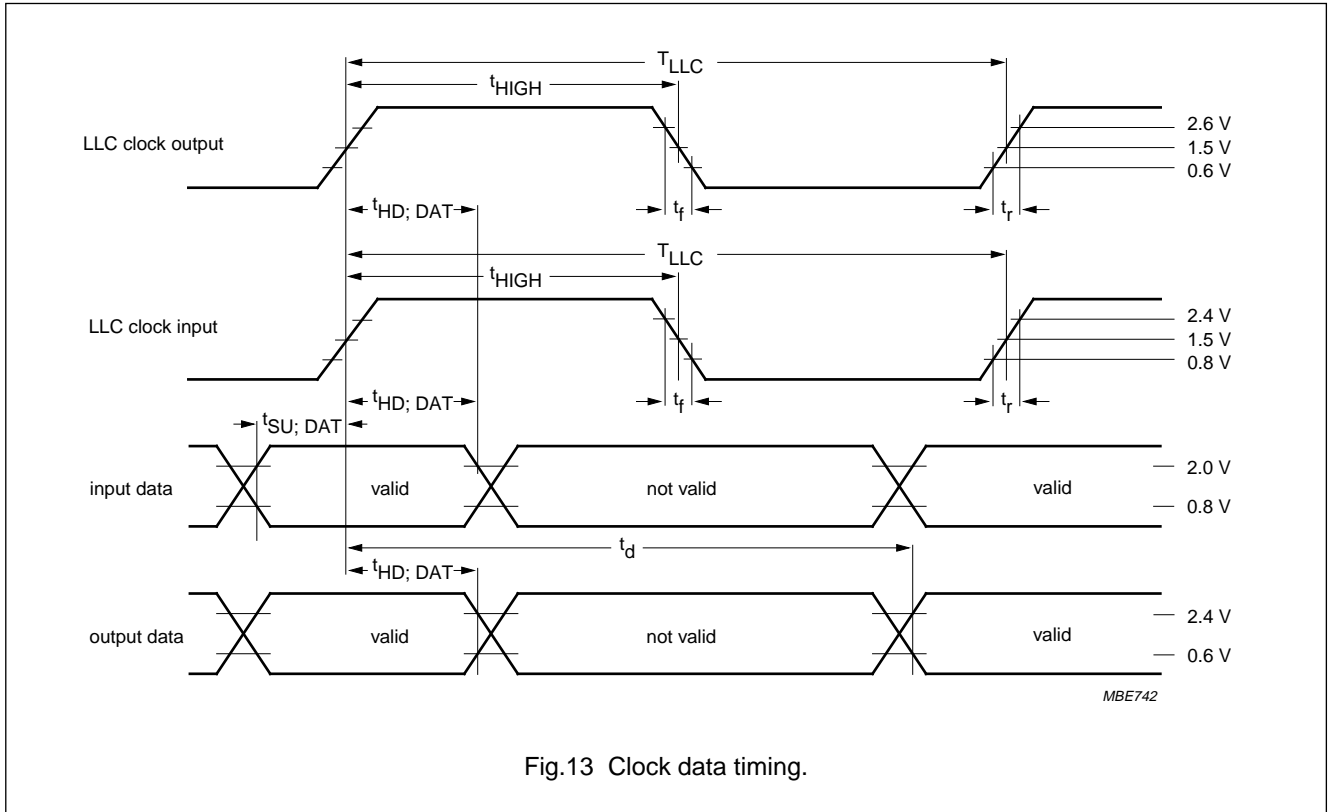 T_LLC
t_HIGH
LLC clock output
2.6 V
1.5 V
0.6 V
t_HD; DAT
t_f
t_r
T_LLC
t_HIGH
LLC clock input
2.4 V
1.5 V
0.8 V
t_HD; DAT
t_f
t_r
t_SU; DAT
input data
valid
not valid
valid
2.0 V
0.8 V
t_d
t_HD; DAT
output data
valid
not valid
valid
2.4 V
0.6 V
MBE742
Fig.13 Clock data timing.